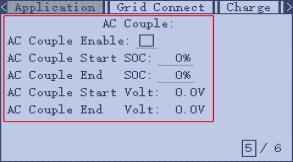 < Application | Grid Connect | Charge | >
AC Couple:
AC Couple Enable:
AC Couple Start SOC: 0%
AC Couple End SOC: 0%
AC Couple Start Volt: 0.0V
AC Couple End Volt: 0.0V
5 / 6